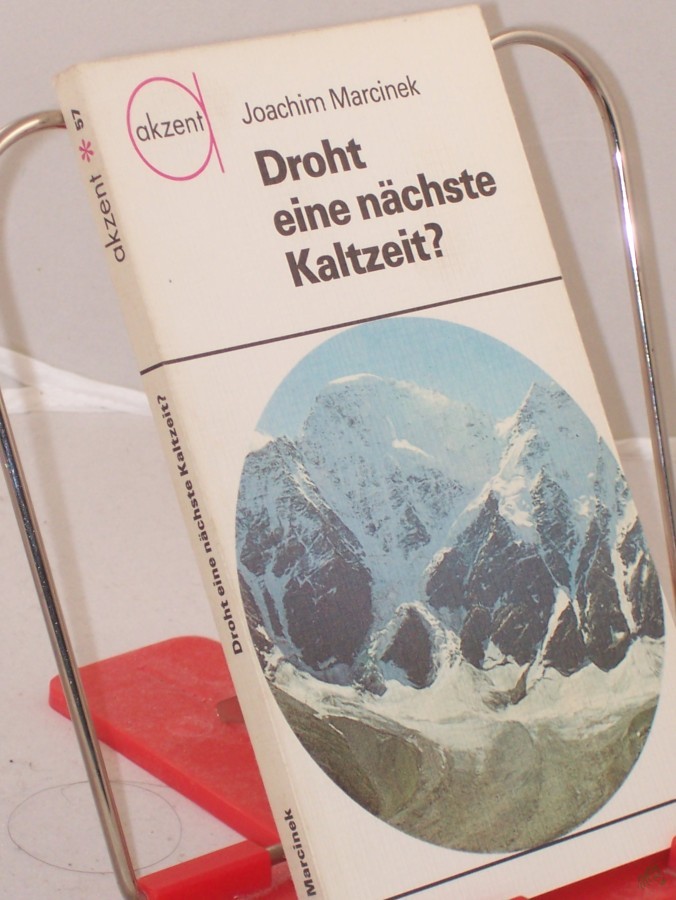 akzent
Joachim Marcinek
Droht
eine nächste
Kaltzeit?
57
akzent *
Droht eine nächste Kaltzeit?
Marcinek